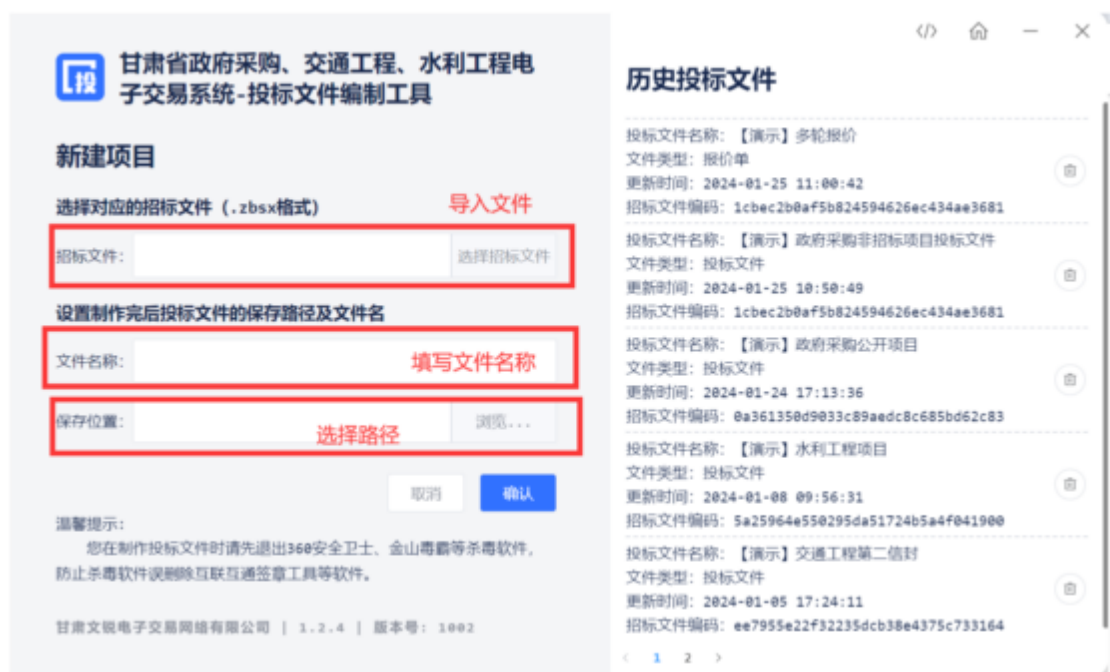 甘肃省政府采购、交通工程、水利工程电
子交易系统-投标文件编制工具
新建项目
选择对应的招标文件（.zbsx格式）
导入文件
招标文件：
选择招标文件
设置制作完后投标文件的保存路径及文件名
文件名称：
填写文件名称
保存位置：
选择路径
浏览...
取消
确认
温馨提示：
您在制作投标文件时请先退出360安全卫士、金山毒霸等杀毒软件，
防止杀毒软件误删除互联互通签章工具等软件。
甘肃文锐电子交易网络有限公司 | 1.2.4 | 版本号: 1002
历史投标文件
投标文件名称: 【演示】多轮报价
文件类型: 报价单
更新时间: 2024-01-25 11:00:42
招标文件编码: 1cbec2b0af5b824594626ec434ae3681
投标文件名称: 【演示】政府采购非招标项目投标文件
文件类型: 投标文件
更新时间: 2024-01-25 10:50:49
招标文件编码: 1cbec2b0af5b824594626ec434ae3681
投标文件名称: 【演示】政府采购公开项目
文件类型: 投标文件
更新时间: 2024-01-24 17:13:36
招标文件编码: 0a361350d9033c89aedc8c685bd62c83
投标文件名称: 【演示】水利工程项目
文件类型: 投标文件
更新时间: 2024-01-08 09:56:31
招标文件编码: 5a25964e550295da51724b5a4f041900
投标文件名称: 【演示】交通工程第二信封
文件类型: 投标文件
更新时间: 2024-01-05 17:24:11
招标文件编码: ee7955e22f32235dcb38e4375c733164
1 2